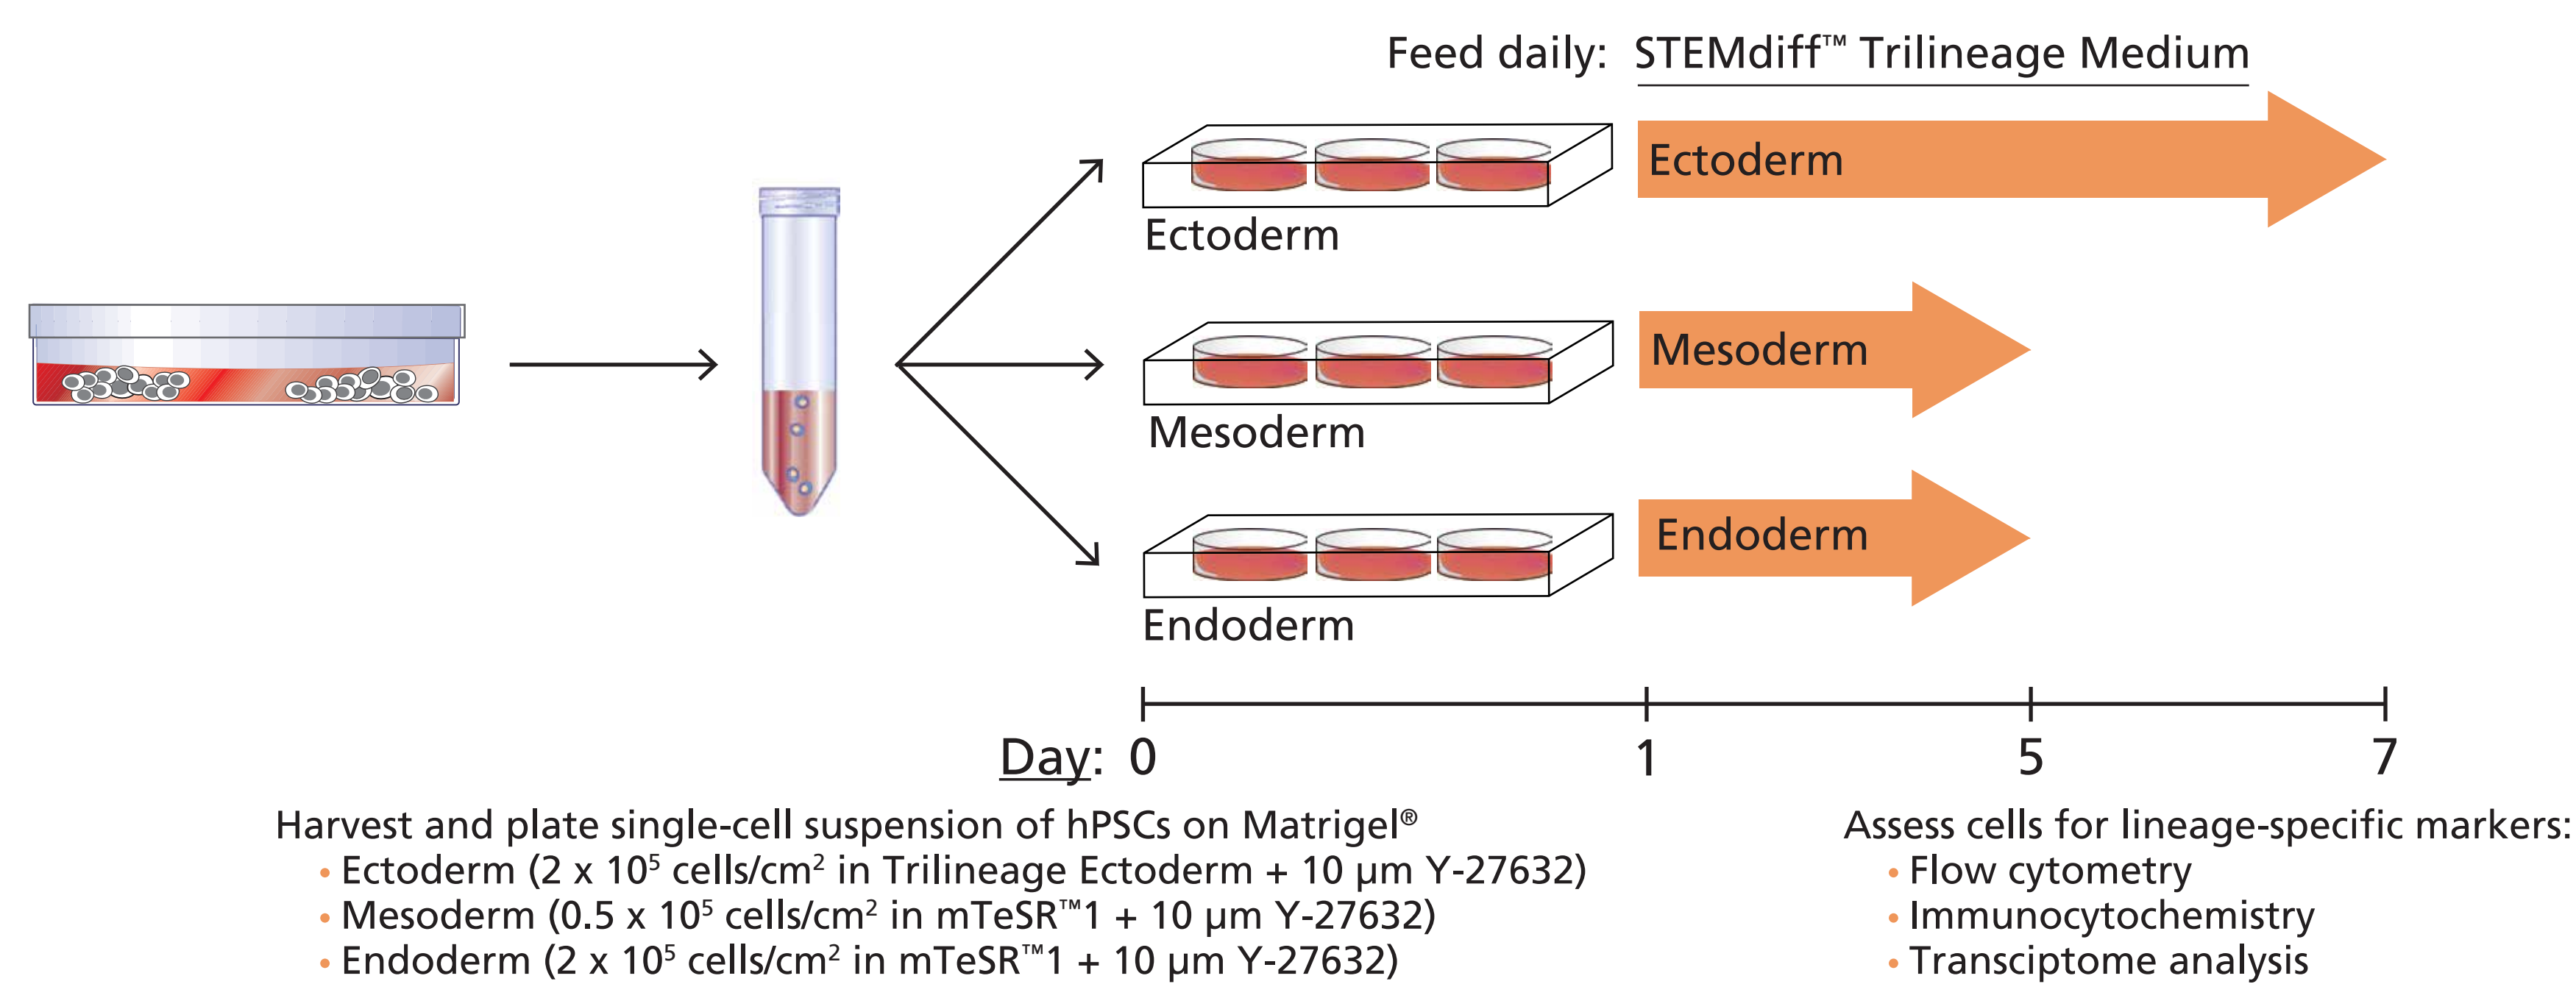 Feed daily: STEMdiff™ Trilineage Medium
Ectoderm
Ectoderm
Mesoderm
Mesoderm
Endoderm
Endoderm
Day: 0 1 5 7
Harvest and plate single-cell suspension of hPSCs on Matrigel®
• Ectoderm (2 x 10⁵ cells/cm² in Trilineage Ectoderm + 10 µm Y-27632)
• Mesoderm (0.5 x 10⁵ cells/cm² in mTeSR™1 + 10 µm Y-27632)
• Endoderm (2 x 10⁵ cells/cm² in mTeSR™1 + 10 µm Y-27632)
Assess cells for lineage-specific markers:
• Flow cytometry
• Immunocytochemistry
• Transciptome analysis